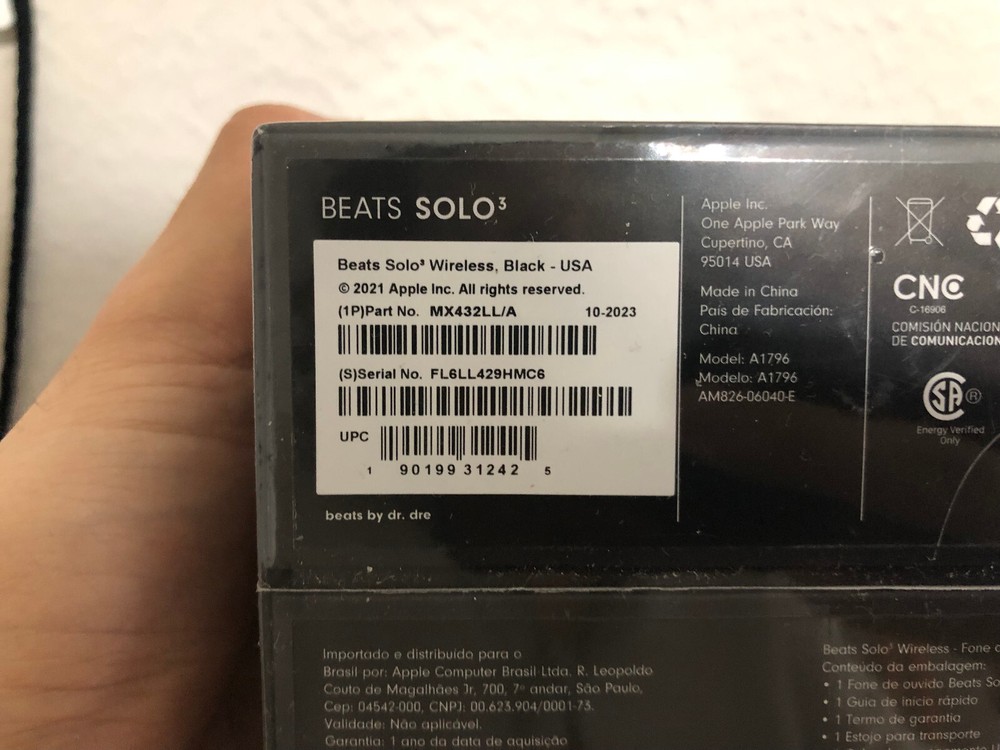 BEATS SOLO³
Beats Solo³ Wireless, Black - USA
© 2021 Apple Inc. All rights reserved.
(1P)Part No. MX432LL/A 10-2023
(S)Serial No. FL6LL429HMC6
UPC
1 90199 31242 5
beats by dr. dre
Apple Inc.
One Apple Park Way
Cupertino, CA
95014 USA
Made in China
País de Fabricación:
China
Model: A1796
Modelo: A1796
AM826-06040-E
CNC
C-16906
COMISIÓN NACION
DE COMUNICACION
SA®
Energy Verified
Only
Importado e distribuído para o
Brasil por: Apple Computer Brasil Ltda. R. Leopoldo
Couto de Magalhães Jr, 700, 7º andar, São Paulo,
Cep: 04542-000, CNPJ: 00.623.904/0001-73.
Validade: Não aplicável.
Garantia: 1 ano da data de aquisição
Beats Solo³ Wireless - Fone
Conteúdo da embalagem:
• 1 Fone de ouvido Beats So
• 1 Guia de início rápido
• 1 Termo de garantia
• 1 Estojo para transporte